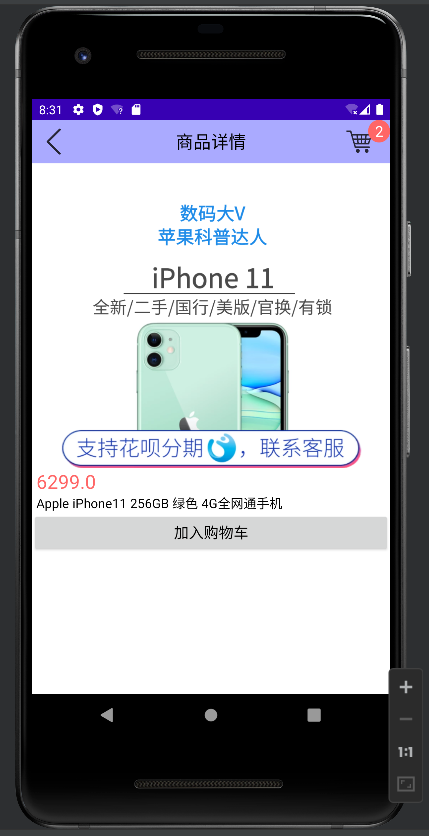 8:31
商品详情
2
数码大V
苹果科普达人
iPhone 11
全新/二手/国行/美版/官换/有锁
支持花呗分期，联系客服
6299.0
Apple iPhone11 256GB 绿色 4G全网通手机
加入购物车
1:1